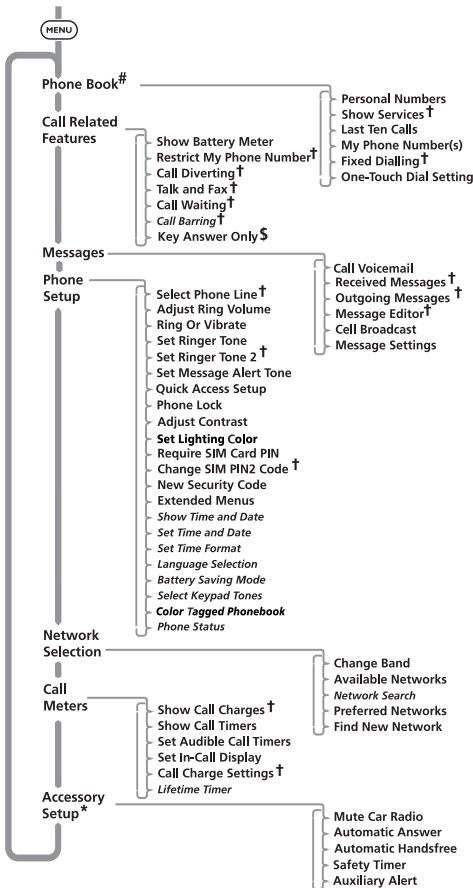 MENU
Phone Book#
Personal Numbers
Show Services†
Last Ten Calls
My Phone Number(s)
Fixed Dialling†
One-Touch Dial Setting
Call Related
Features
Show Battery Meter
Restrict My Phone Number†
Call Diverting†
Talk and Fax†
Call Waiting†
Call Barring†
Key Answer Only$
Messages
Call Voicemail
Received Messages†
Outgoing Messages†
Message Editor†
Cell Broadcast
Message Settings
Phone
Setup
Select Phone Line†
Adjust Ring Volume
Ring Or Vibrate
Set Ringer Tone
Set Ringer Tone 2†
Set Message Alert Tone
Quick Access Setup
Phone Lock
Adjust Contrast
Set Lighting Color
Require SIM Card PIN
Change SIM PIN2 Code†
New Security Code
Extended Menus
Show Time and Date
Set Time and Date
Set Time Format
Language Selection
Battery Saving Mode
Select Keypad Tones
Color Tagged Phonebook
Phone Status
Network
Selection
Change Band
Available Networks
Network Search
Preferred Networks
Find New Network
Call
Meters
Show Call Charges†
Show Call Timers
Set Audible Call Timers
Set In-Call Display
Call Charge Settings†
Lifetime Timer
Accessory
Setup*
Mute Car Radio
Automatic Answer
Automatic Handsfree
Safety Timer
Auxiliary Alert